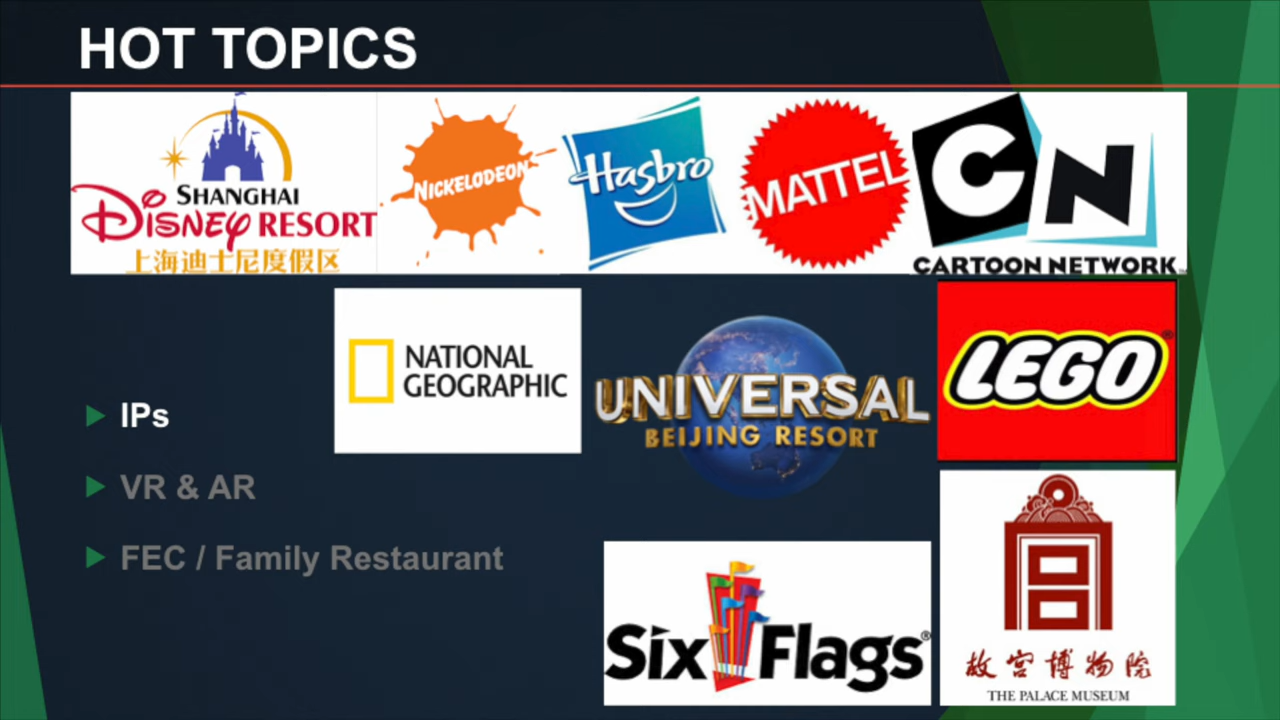 HOT TOPICS
SHANGHAI
DISNEY RESORT
上海迪士尼度假区
NICKELODEON
Hasbro
MATTEL
CN
CARTOON NETWORK
NATIONAL
GEOGRAPHIC
UNIVERSAL
BEIJING RESORT
LEGO®
IPs
VR & AR
FEC / Family Restaurant
Six Flags®
故宫博物院
THE PALACE MUSEUM